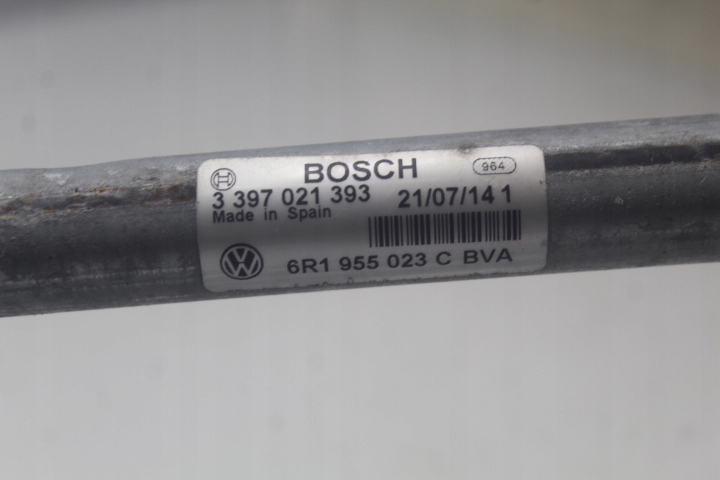 BOSCH 964
3 397 021 393 21/07/14 1
Made in Spain
6R1 955 023 C BVA